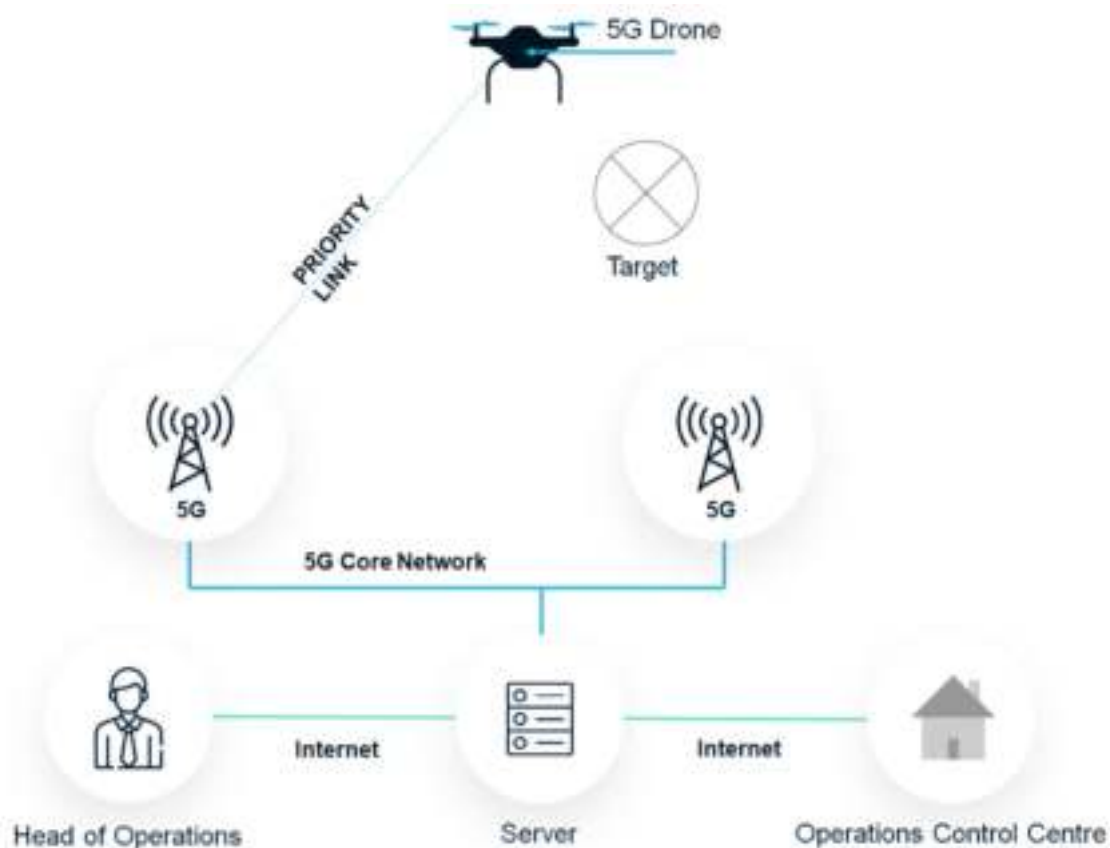 5G Drone
Target
PRIORITY
LINK
5G
5G
5G Core Network
Internet
Internet
Head of Operations
Server
Operations Control Centre